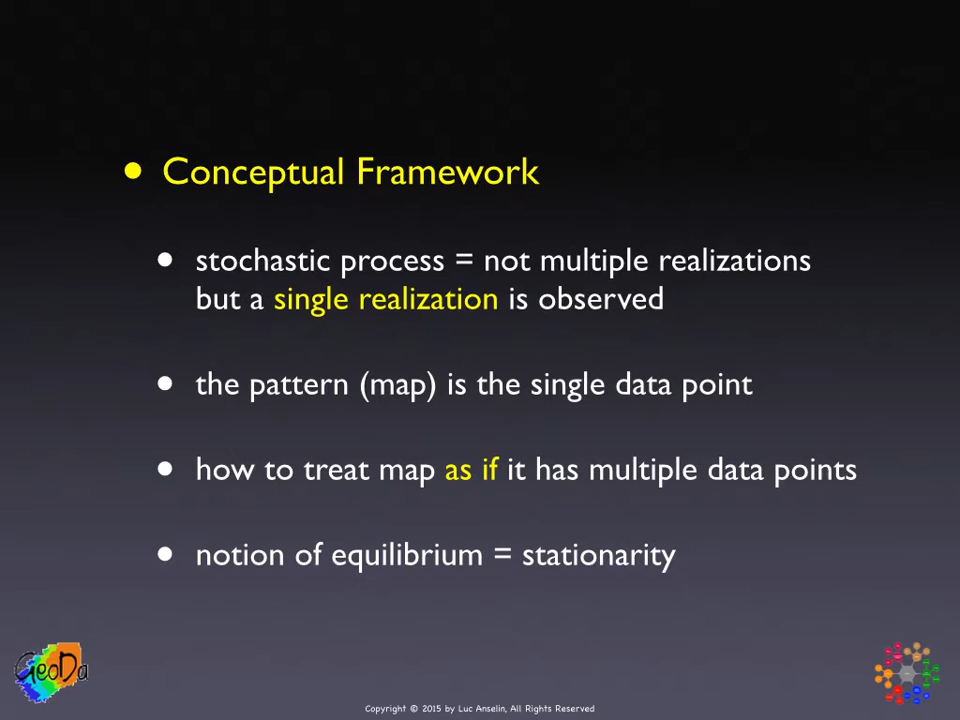 • Conceptual Framework
• stochastic process = not multiple realizations
but a single realization is observed
• the pattern (map) is the single data point
• how to treat map as if it has multiple data points
• notion of equilibrium = stationarity
GeoDa
Copyright © 2015 by Luc Anselin, All Rights Reserved